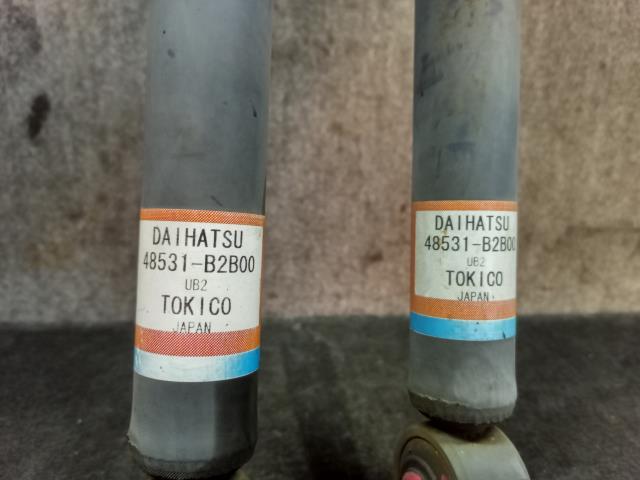 DAIHATSU
48531-B2B00
UB2
TOKICO
JAPAN
DAIHATSU
48531-B2B00
UB2
TOKICO
JAPAN